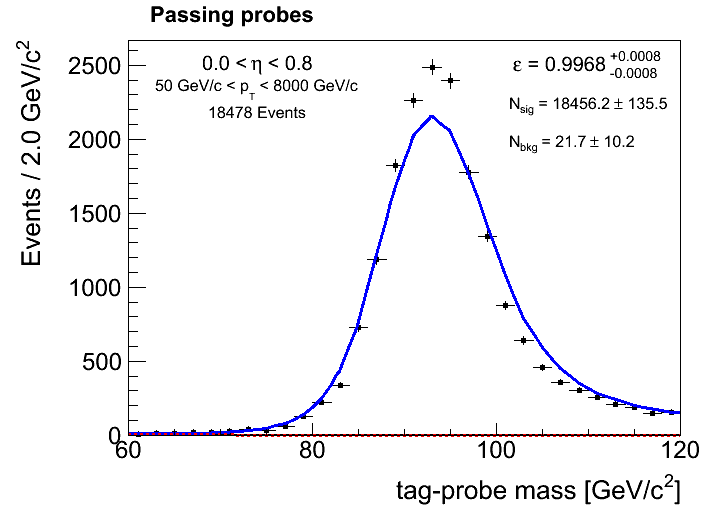 Passing probes
Events / 2.0 GeV/c²
2500
2000
1500
1000
500
0
0.0 < η < 0.8
50 GeV/c < p_T < 8000 GeV/c
18478 Events
ε = 0.9968 +0.0008 -0.0008
N_sig = 18456.2 ± 135.5
N_bkg = 21.7 ± 10.2
60 80 100 120
tag-probe mass [GeV/c²]